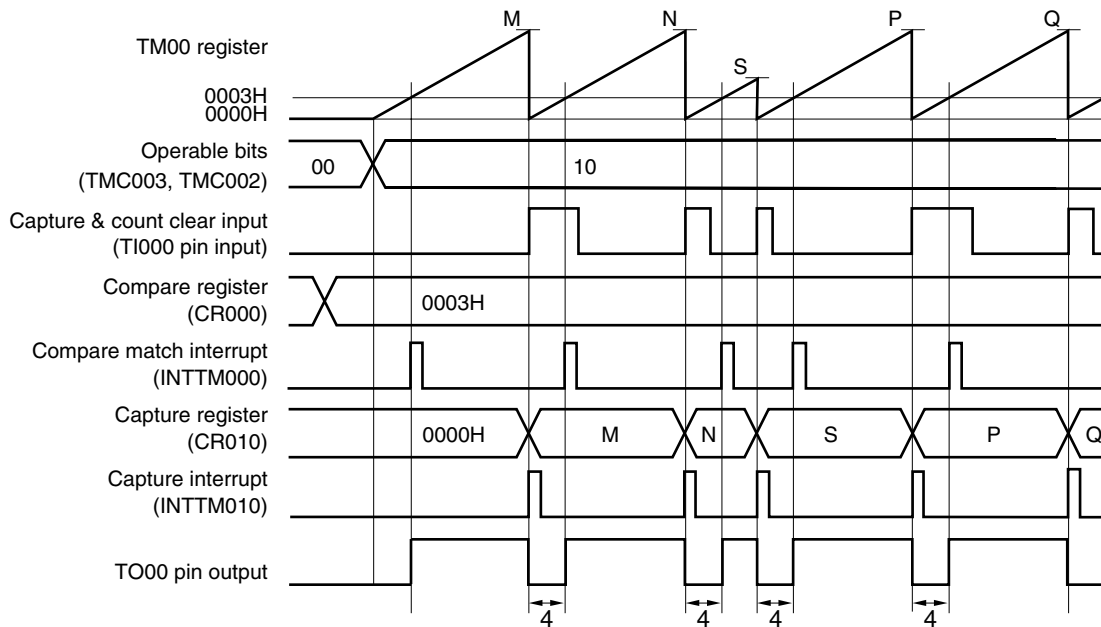 M N P Q
TM00 register
S
0003H
0000H
Operable bits
(TMC003, TMC002)
00 10
Capture & count clear input
(TI000 pin input)
Compare register
(CR000)
0003H
Compare match interrupt
(INTTM000)
Capture register
(CR010)
0000H M N S P Q
Capture interrupt
(INTTM010)
TO00 pin output
4 4 4 4